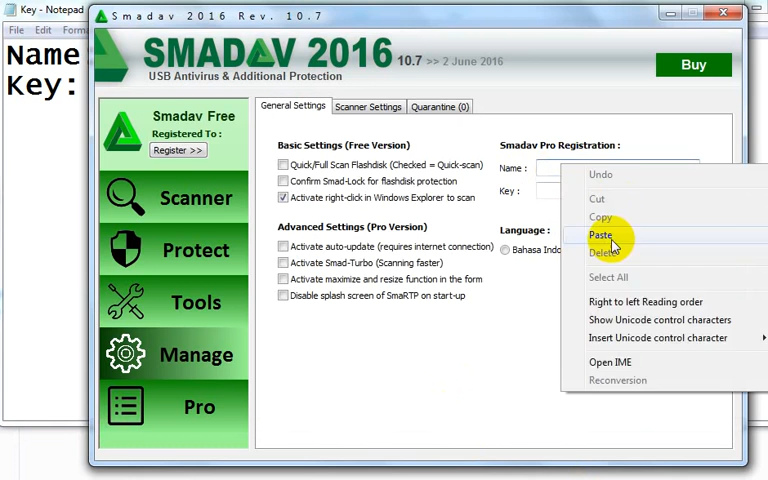 Key - Notepad
File Edit Forma
Name
Key:
Smadav 2016 Rev. 10.7
SMADAV 2016 10.7 >> 2 June 2016
USB Antivirus & Additional Protection
Buy
Smadav Free
Registered To :
Register >>
Scanner
Protect
Tools
Manage
Pro
General Settings Scanner Settings Quarantine (0)
Basic Settings (Free Version)
Quick/Full Scan Flashdisk (Checked = Quick-scan)
Confirm Smad-Lock for flashdisk protection
Activate right-click in Windows Explorer to scan
Advanced Settings (Pro Version)
Activate auto-update (requires internet connection)
Activate Smad-Turbo (Scanning faster)
Activate maximize and resize function in the form
Disable splash screen of SmaRTP on start-up
Smadav Pro Registration :
Name :
Key :
Language :
Bahasa Indo
Undo
Cut
Copy
Paste
Delete
Select All
Right to left Reading order
Show Unicode control characters
Insert Unicode control character
Open IME
Reconversion